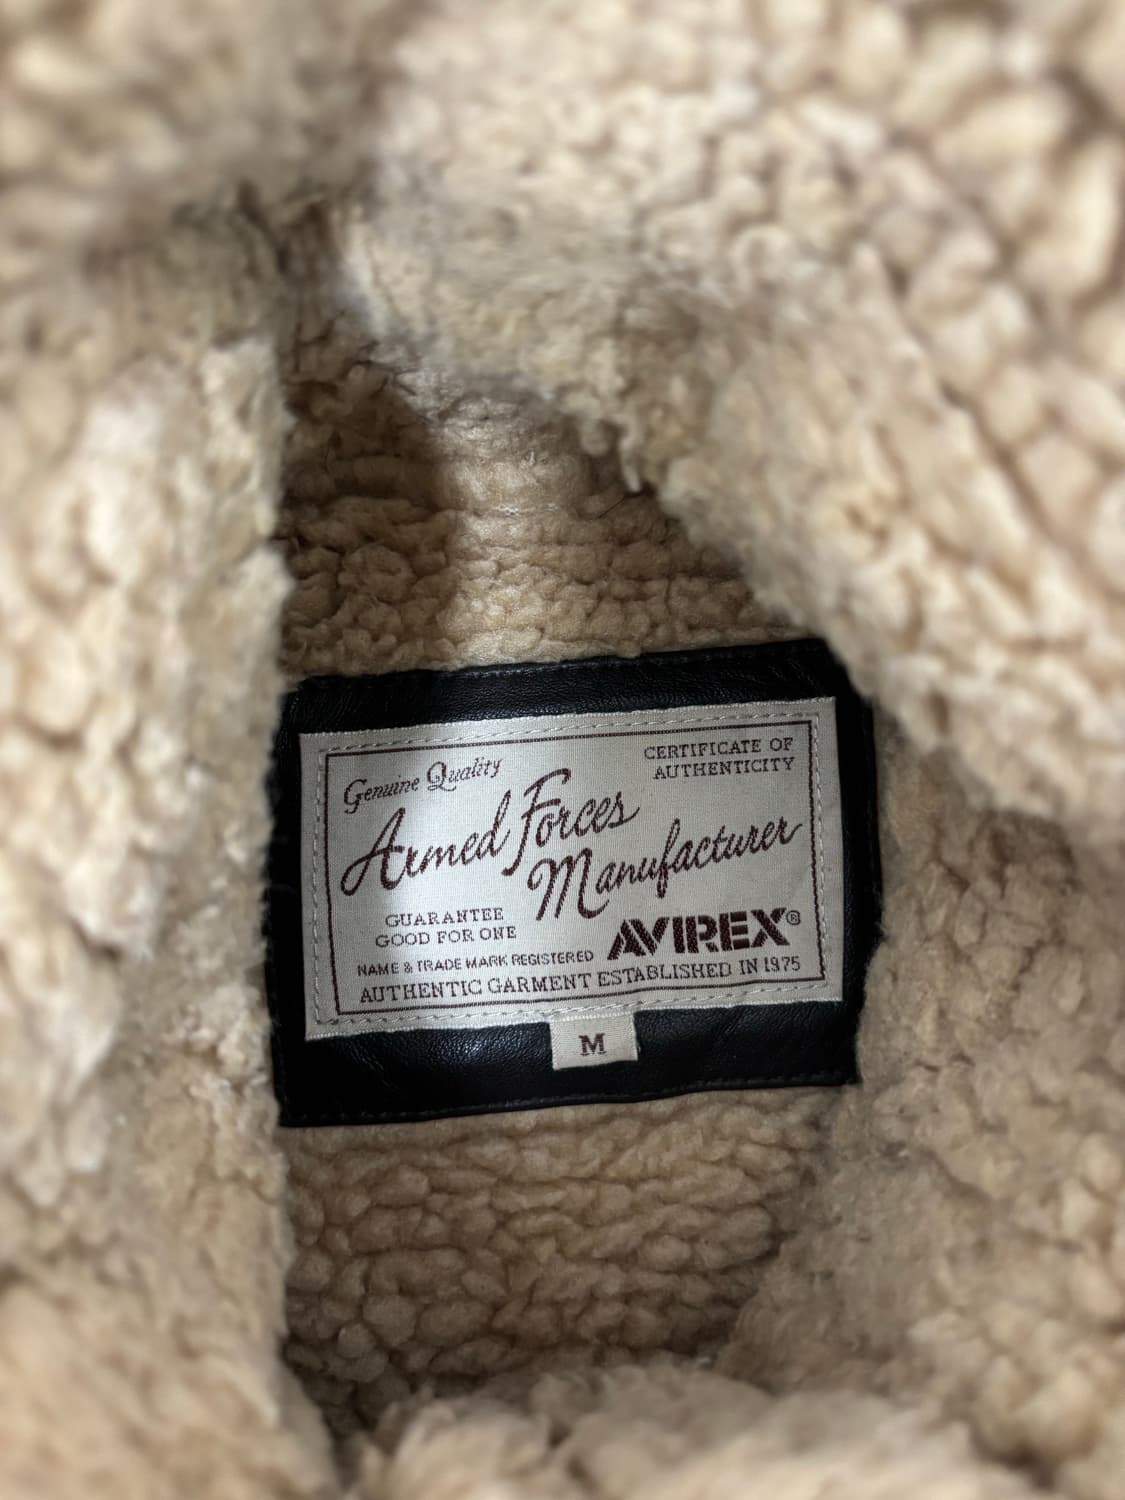 Genuine Quality
CERTIFICATE OF
AUTHENTICITY
Armed Forces
Manufacturer
GUARANTEE
GOOD FOR ONE
AVIREX®
NAME & TRADE MARK REGISTERED
AUTHENTIC GARMENT ESTABLISHED IN 1975
M